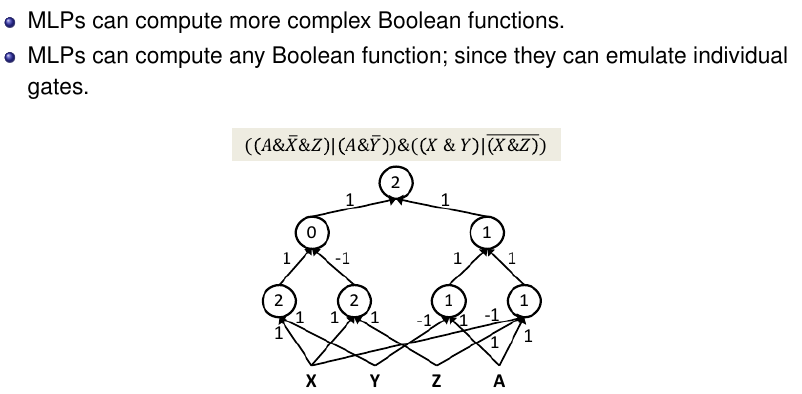 MLPs can compute more complex Boolean functions.
MLPs can compute any Boolean function; since they can emulate individual
gates.
((A&X̅&Z)|(A&Y̅))&((X & Y)|(X̅&̅Z̅))
2
1 1
0 1
1 -1 1 1
2 2 1 1
1 1 1 1 -1 1 -1 1 1
X Y Z A